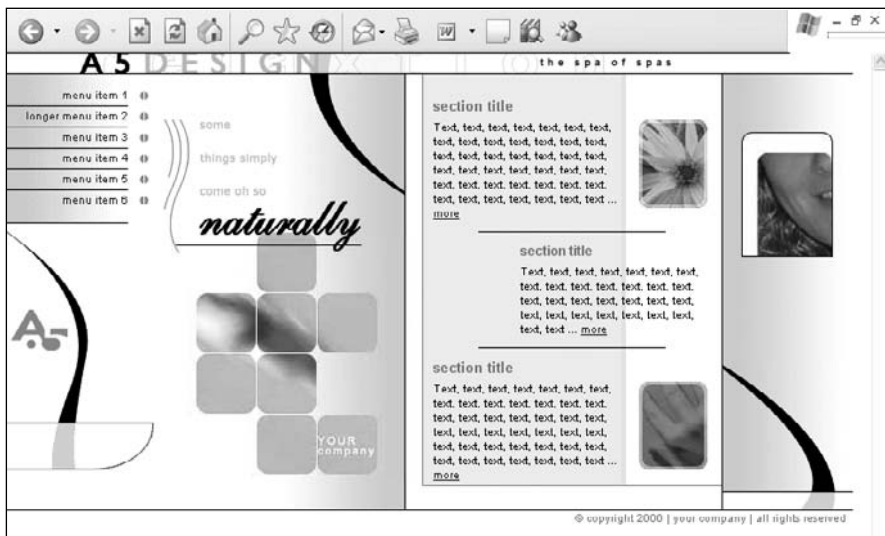 A5 DESIGN
the spa of spas
menu item 1
longer menu item 2
menu item 3
menu item 4
menu item 5
menu item 6
some
things simply
come oh so
naturally
A5
YOUR
company
section title
Text, text, text, text, text, text, text,
text, text, text, text, text, text, text,
text, text, text, text, text, text, text,
text, text, text, text, text, text, text,
text, text, text, text, text, text, text,
text, text, text, text, text, text, text ...
more
section title
Text, text, text, text, text, text, text,
text, text, text, text, text, text, text,
text, text, text, text, text, text, text,
text, text, text, text, text, text, text,
text, text ... more
section title
Text, text, text, text, text, text, text,
text, text, text, text, text, text, text,
text, text, text, text, text, text, text,
text, text, text, text, text, text, text,
text, text, text, text, text, text, text,
text, text, text, text, text, text, text ...
more
© copyright 2000 | your company | all rights reserved